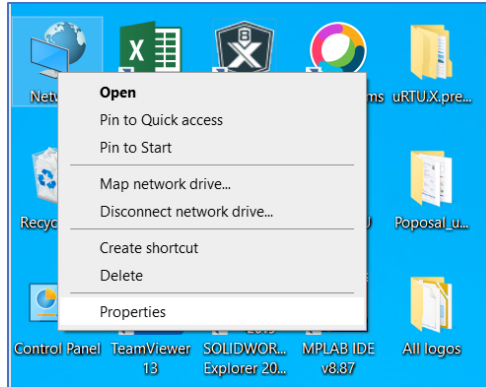 Open
Pin to Quick access
Pin to Start
Map network drive...
Disconnect network drive...
Create shortcut
Delete
Properties
Netw
ms
uRTU.X.pre...
Recyc
Poposal_u...
Control Panel
TeamViewer
13
SOLIDWOR...
Explorer 20...
MPLAB IDE
v8.87
All logos